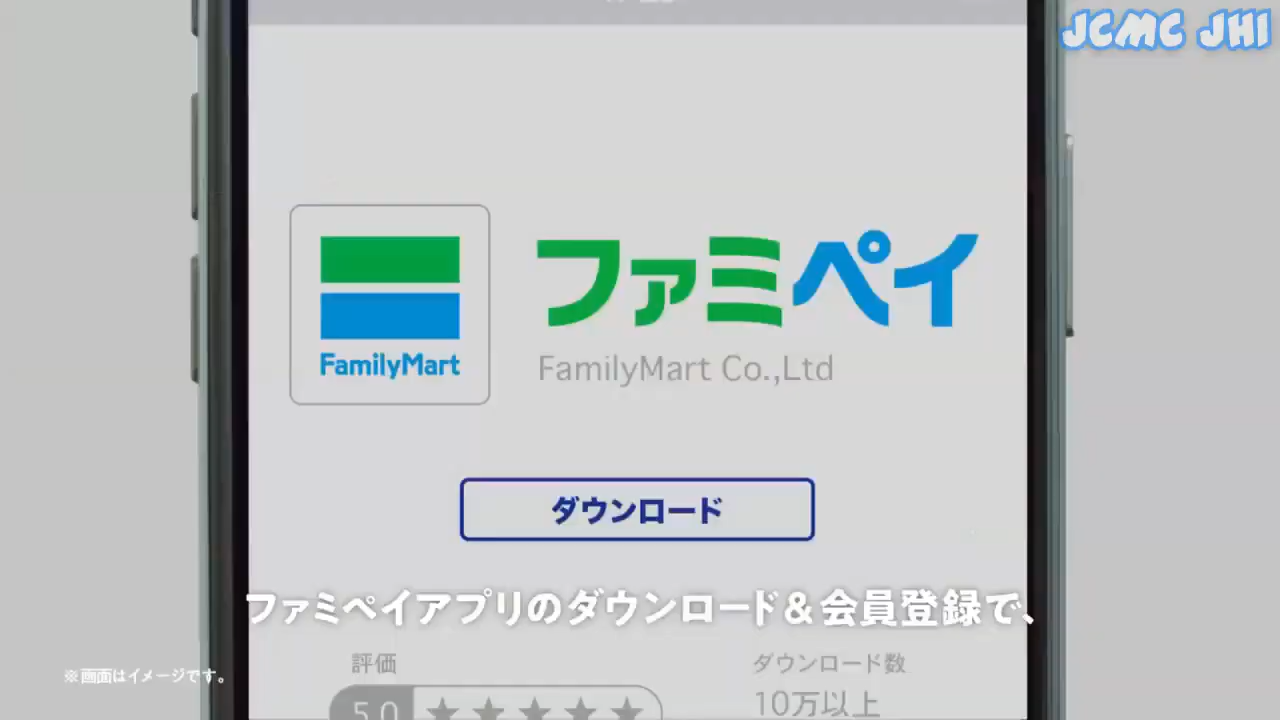 JCMC JHI
FamilyMart
ファミペイ
FamilyMart Co.,Ltd
ダウンロード
ファミペイアプリのダウンロード&会員登録で、
※画面はイメージです。
評価
ダウンロード数
5.0 ★★★★★
10万以上